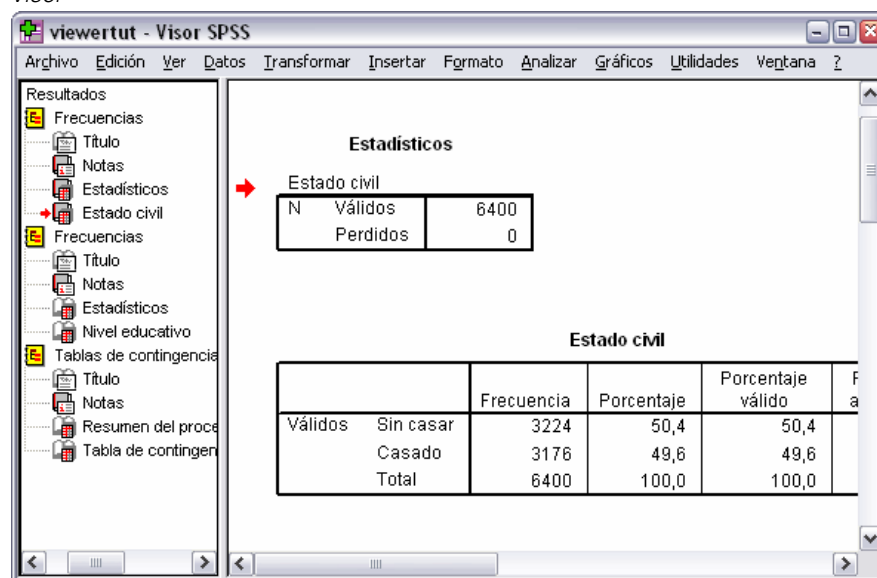 Visor
viewertut - Visor SPSS
Archivo Edición Ver Datos Transformar Insertar Formato Analizar Gráficos Utilidades Ventana ?
Resultados
Frecuencias
Título
Notas
Estadísticos
Estado civil
Frecuencias
Título
Notas
Estadísticos
Nivel educativo
Tablas de contingencia
Título
Notas
Resumen del proce
Tabla de contingen
Estadísticos
Estado civil
N Válidos 6400
Perdidos 0
Estado civil
Frecuencia Porcentaje Porcentaje válido
Válidos Sin casar 3224 50,4 50,4
Casado 3176 49,6 49,6
Total 6400 100,0 100,0